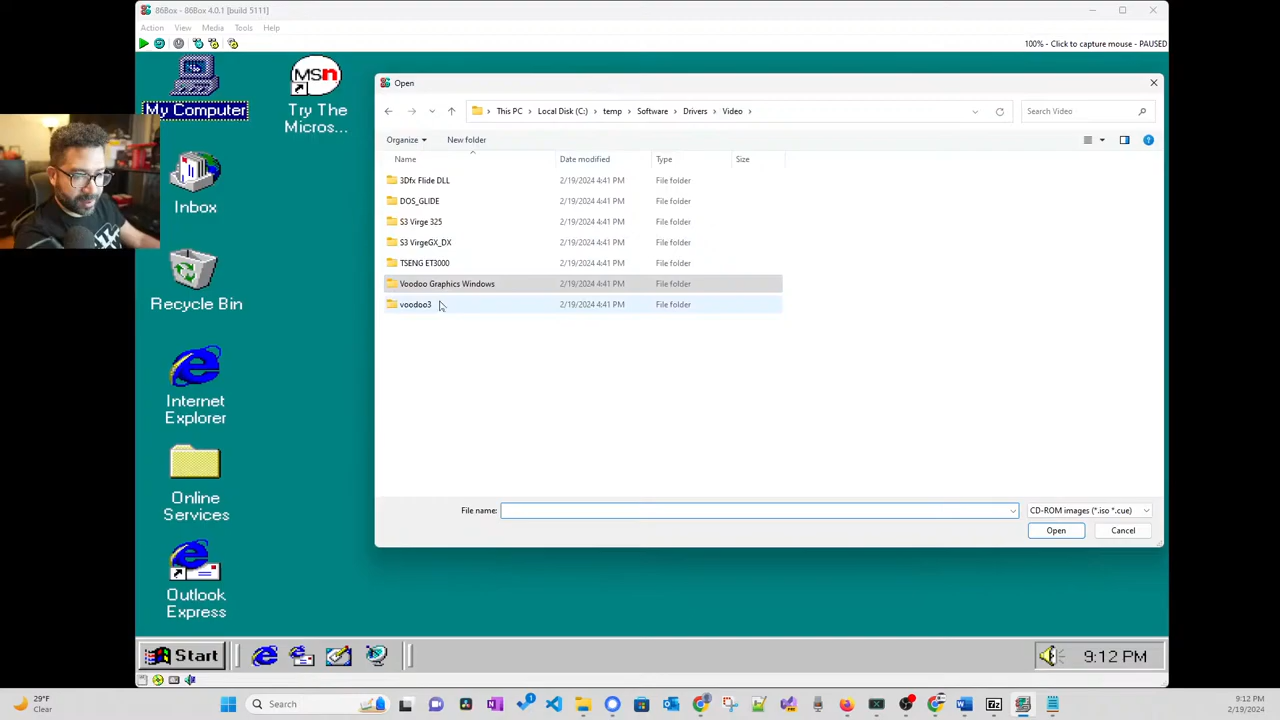 86Box - 86Box 4.0.1 [build 5111]
Action View Media Tools Help
100% - Click to capture mouse - PAUSED
My Computer
MSn
Try The
Micros...
Inbox
Recycle Bin
Internet
Explorer
Online
Services
Outlook
Express
Open
This PC > Local Disk (C:) > temp > Software > Drivers > Video >
Search Video
Organize New folder
Name Date modified Type Size
3Dfx Flide DLL 2/19/2024 4:41 PM File folder
DOS_GLIDE 2/19/2024 4:41 PM File folder
S3 Virge 325 2/19/2024 4:41 PM File folder
S3 VirgeGX_DX 2/19/2024 4:41 PM File folder
TSENG ET3000 2/19/2024 4:41 PM File folder
Voodoo Graphics Windows 2/19/2024 4:41 PM File folder
voodoo3 2/19/2024 4:41 PM File folder
File name: CD-ROM images (*.iso *.cue)
Open Cancel
Start 9:12 PM
29°F
Clear
Search
9:12 PM
2/19/2024